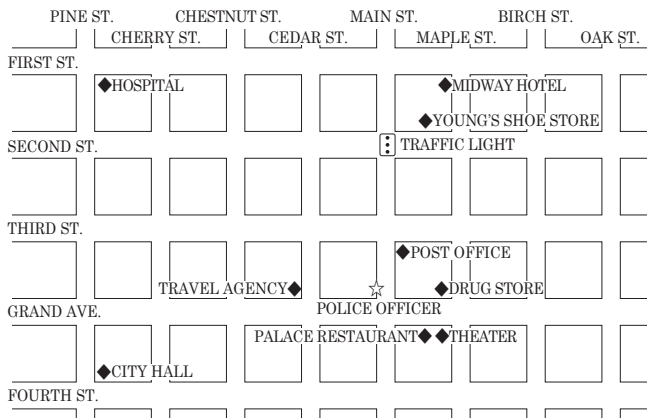 PINE ST. CHESTNUT ST. MAIN ST. BIRCH ST.
CHERRY ST. CEDAR ST. MAPLE ST. OAK ST.
FIRST ST.
HOSPITAL MIDWAY HOTEL
YOUNG'S SHOE STORE
SECOND ST. TRAFFIC LIGHT
THIRD ST.
POST OFFICE
TRAVEL AGENCY DRUG STORE
GRAND AVE. POLICE OFFICER
PALACE RESTAURANT THEATER
CITY HALL
FOURTH ST.